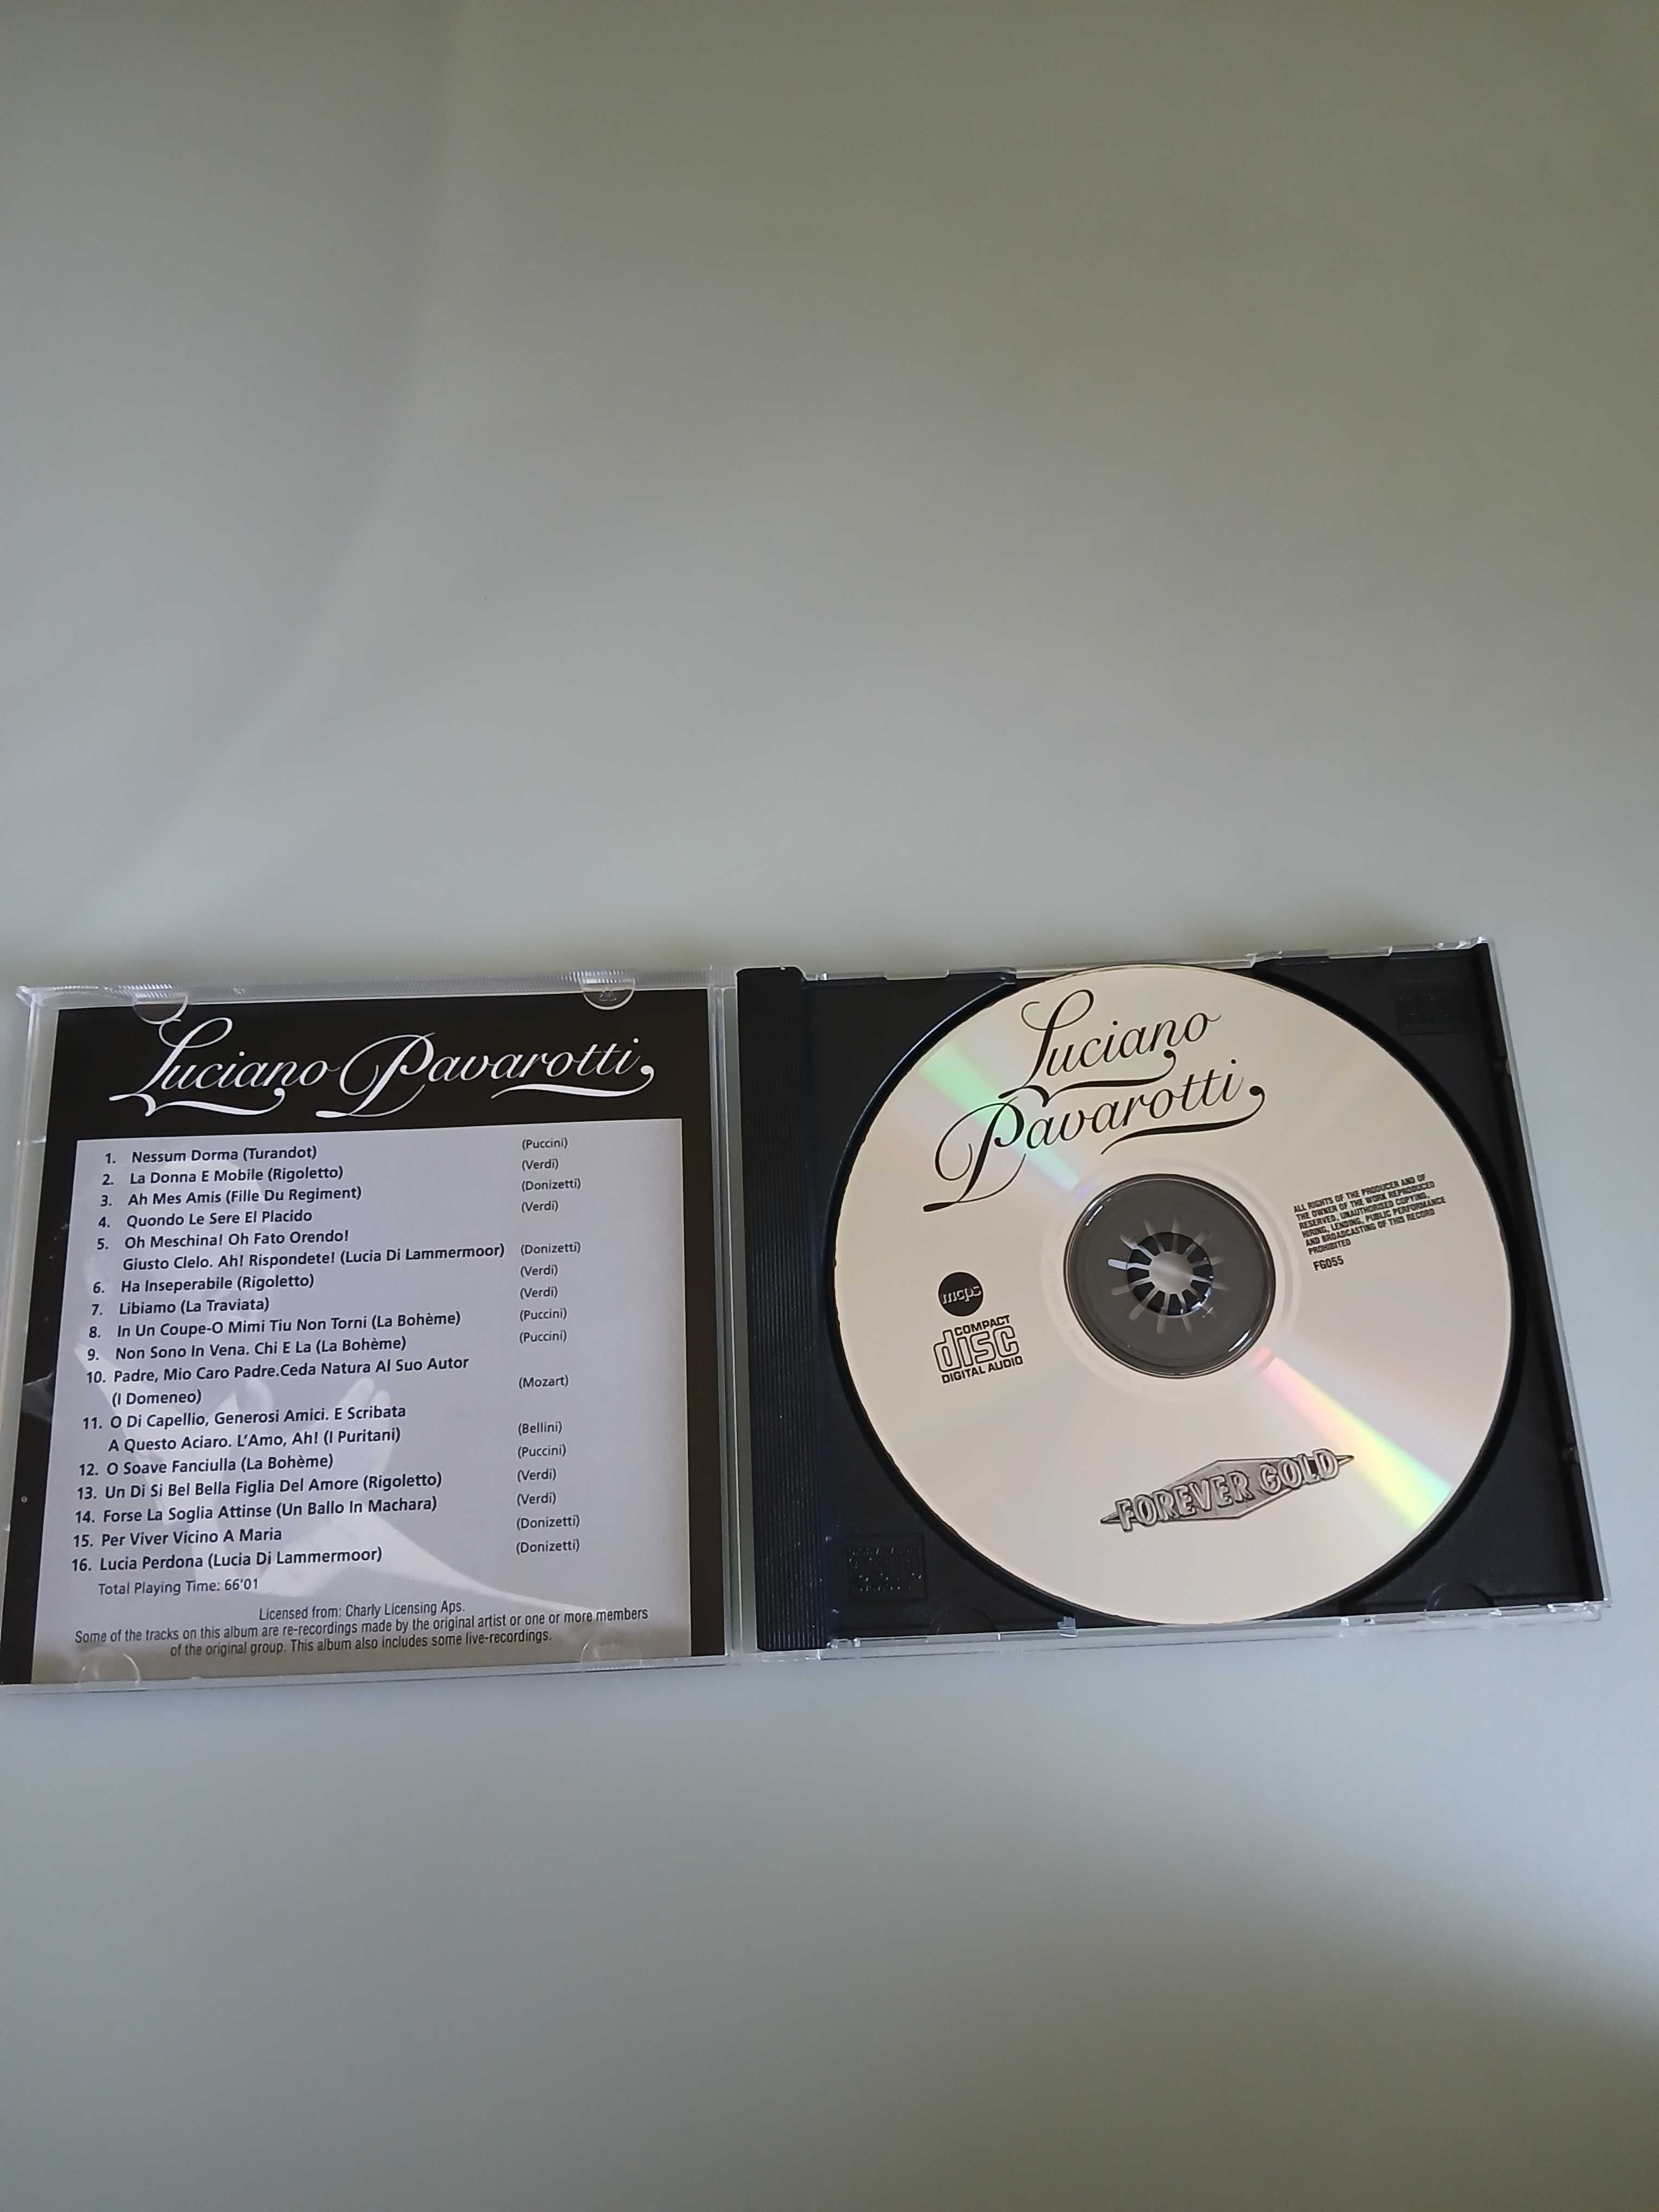 Luciano Pavarotti
1. Nessum Dorma (Turandot) (Puccini)
2. La Donna E Mobile (Rigoletto) (Verdi)
3. Ah Mes Amis (Fille Du Regiment) (Donizetti)
4. Quondo Le Sere El Placido (Verdi)
5. Oh Meschina! Oh Fato Orendo!
Giusto Clelo. Ah! Rispondete! (Lucia Di Lammermoor) (Donizetti)
6. Ha Inseperabile (Rigoletto) (Verdi)
7. Libiamo (La Traviata) (Verdi)
8. In Un Coupe-O Mimi Tiu Non Torni (La Bohème) (Puccini)
9. Non Sono In Vena. Chi E La (La Bohème) (Puccini)
10. Padre, Mio Caro Padre.Ceda Natura Al Suo Autor
(I Domeneo) (Mozart)
11. O Di Capellio, Generosi Amici. E Scribata
A Questo Aciaro. L'Amo, Ah! (I Puritani) (Bellini)
12. O Soave Fanciulla (La Bohème) (Puccini)
13. Un Di Si Bel Bella Figlia Del Amore (Rigoletto) (Verdi)
14. Forse La Soglia Attinse (Un Ballo In Machara) (Verdi)
15. Per Viver Vicino A Maria (Donizetti)
16. Lucia Perdona (Lucia Di Lammermoor) (Donizetti)
Total Playing Time: 66'01
Licensed from: Charly Licensing Aps.
Some of the tracks on this album are re-recordings made by the original artist or one or more members
of the original group. This album also includes some live-recordings.
Luciano
Pavarotti
ALL RIGHTS OF THE PRODUCER AND OF
THE OWNER OF THE WORK REPRODUCED
RESERVED. UNAUTHORISED COPYING,
HIRING, LENDING, PUBLIC PERFORMANCE
AND BROADCASTING OF THIS RECORD
PROHIBITED
FG055
mcps
COMPACT
disc
DIGITAL AUDIO
FOREVER GOLD